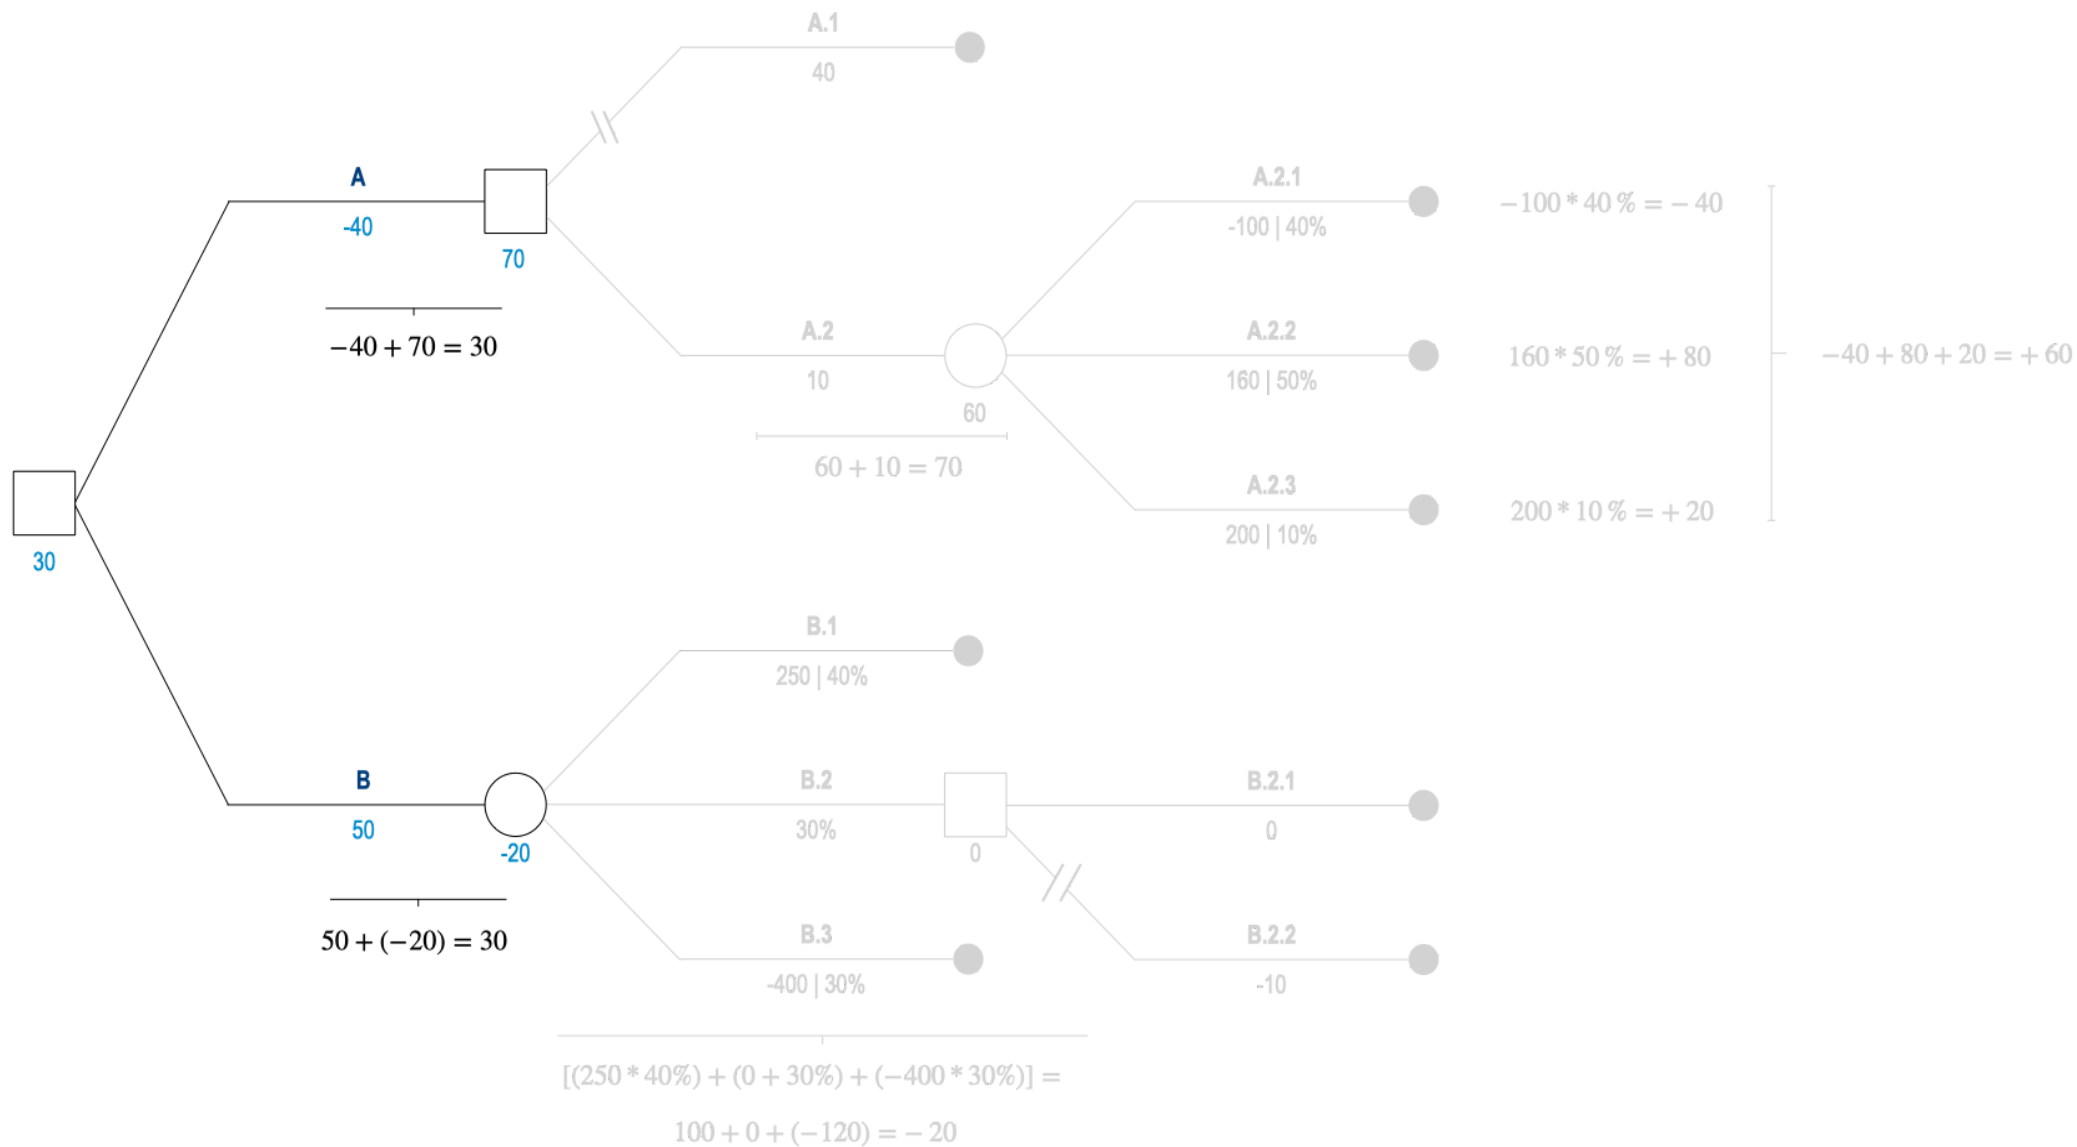 A.1
40
A
-40
70
−40 + 70 = 30
A.2.1
-100 | 40%
−100 * 40 % = − 40
A.2
10
60
60 + 10 = 70
A.2.2
160 | 50%
160 * 50 % = + 80
−40 + 80 + 20 = + 60
A.2.3
200 | 10%
200 * 10 % = + 20
30
B.1
250 | 40%
B
50
-20
50 + (−20) = 30
B.2
30%
0
B.2.1
0
B.3
-400 | 30%
B.2.2
-10
[(250 * 40%) + (0 + 30%) + (−400 * 30%)] =
100 + 0 + (−120) = − 20